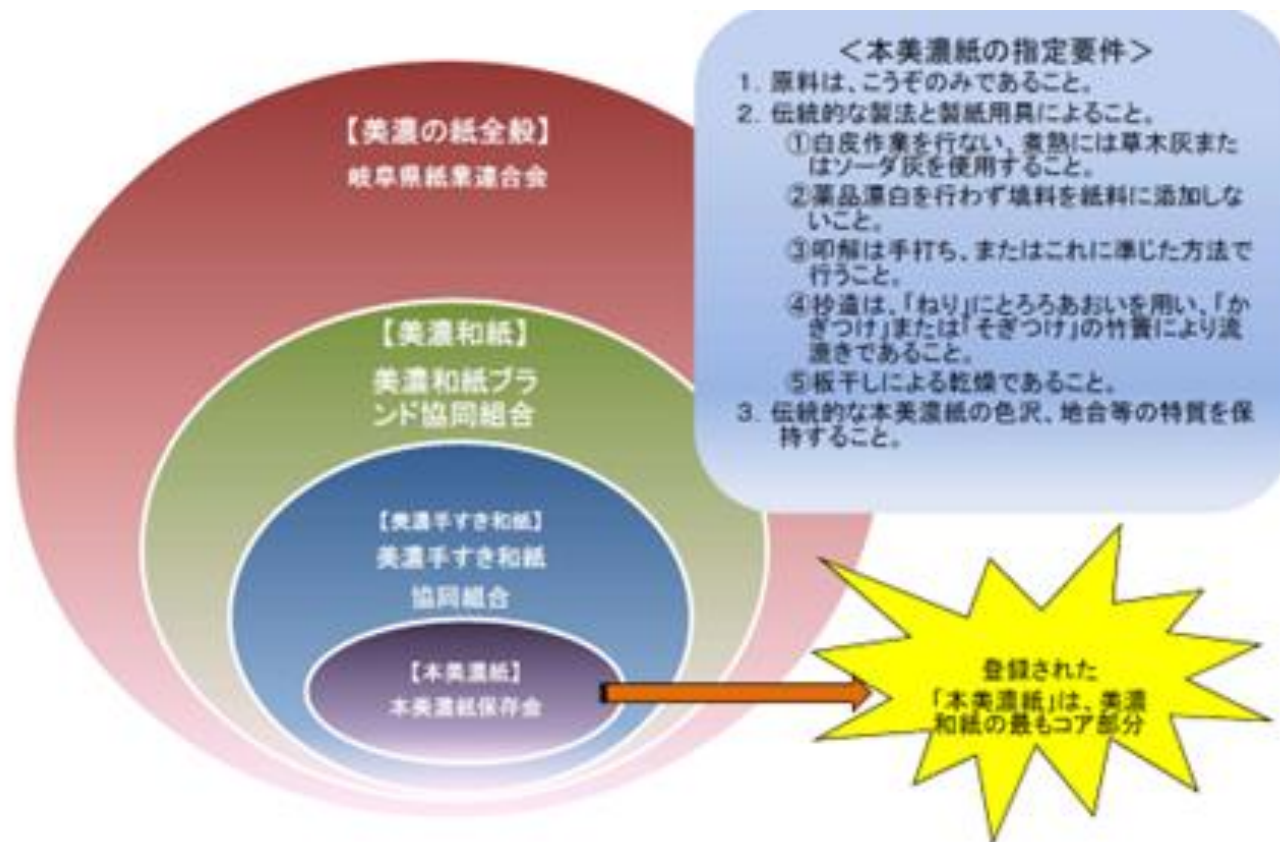 【美濃の紙全般】
岐阜県紙業連合会
【美濃和紙】
美濃和紙ブラ
ンド協同組合
【美濃手すき和紙】
美濃手すき和紙
協同組合
【本美濃紙】
本美濃紙保存会
＜本美濃紙の指定要件＞
1. 原料は、こうぞのみであること。
2. 伝統的な製法と製紙用具によること。
①白皮作業を行ない、煮熟には草木灰また
はソーダ灰を使用すること。
②薬品漂白を行わず填料を紙料に添加しな
いこと。
③叩解は手打ち、またはこれに準じた方法で
行うこと。
④抄造は、「ねり」にとろろあおいを用い、「か
ぎつけ」または「そぎつけ」の竹簀により流
漉きであること。
⑤板干しによる乾燥であること。
3. 伝統的な本美濃紙の色沢、地合等の特質を保
持すること。
登録された
「本美濃紙」は、美濃
和紙の最もコア部分